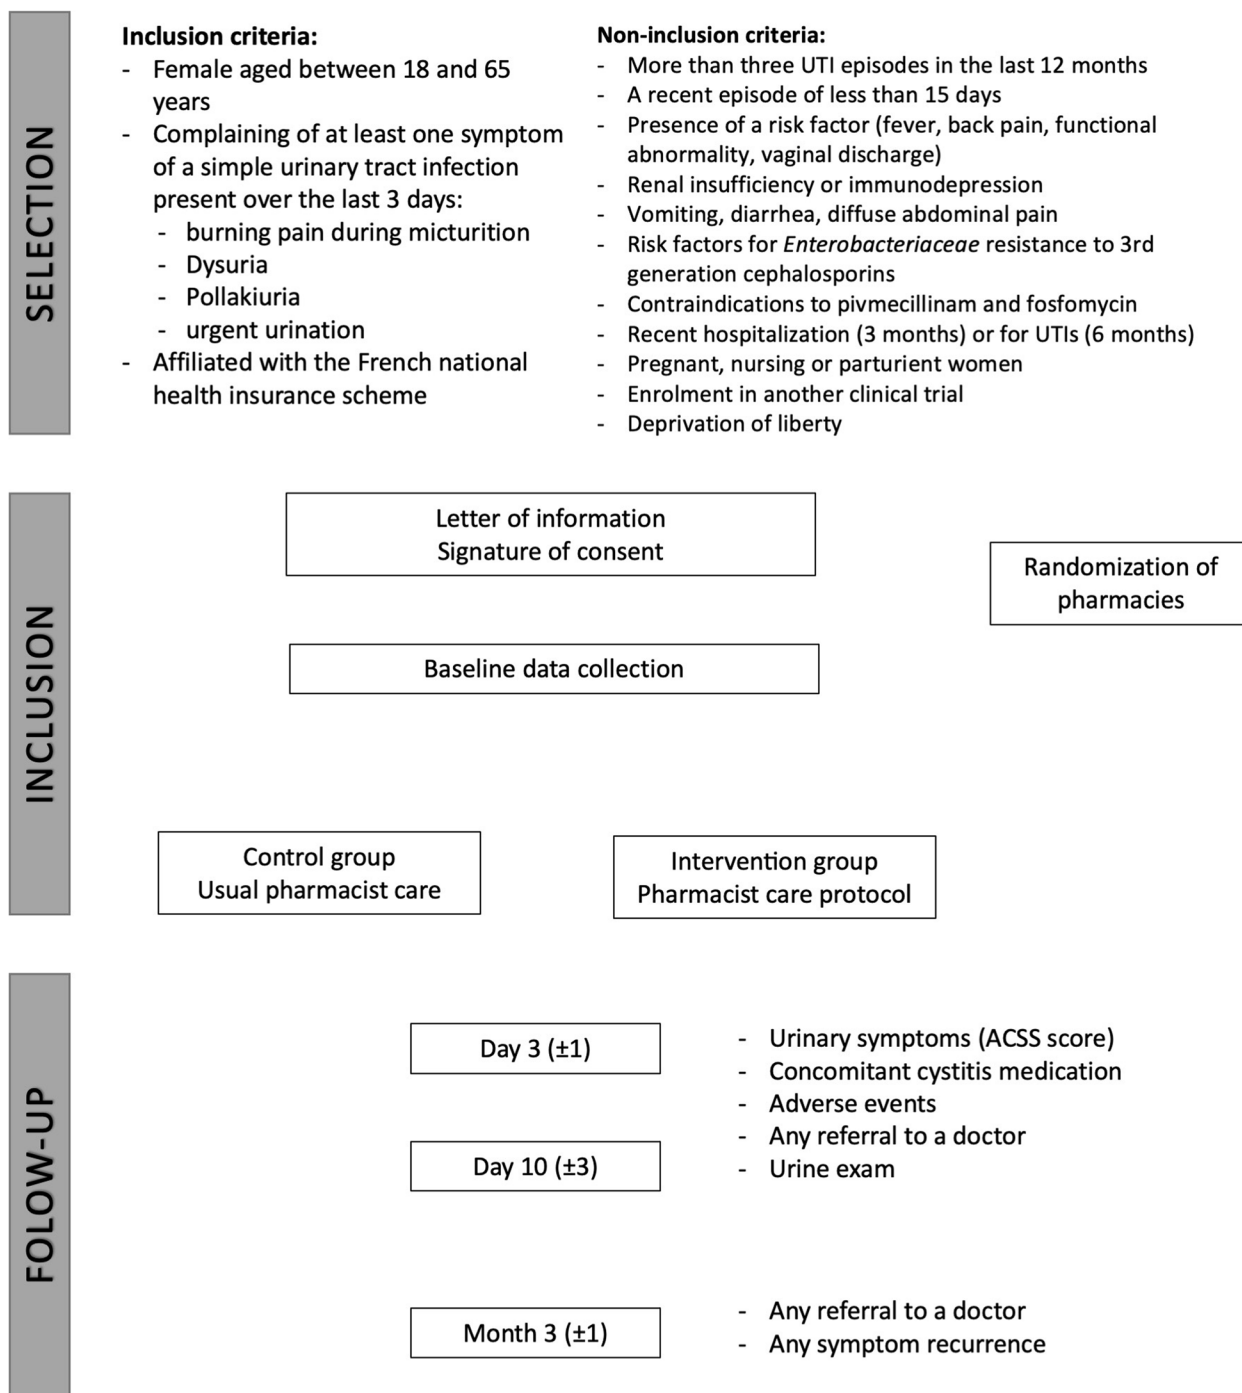 SELECTION
Inclusion criteria:
- Female aged between 18 and 65
years
- Complaining of at least one symptom
of a simple urinary tract infection
present over the last 3 days:
- burning pain during micturition
- Dysuria
- Pollakiuria
- urgent urination
- Affiliated with the French national
health insurance scheme
Non-inclusion criteria:
- More than three UTI episodes in the last 12 months
- A recent episode of less than 15 days
- Presence of a risk factor (fever, back pain, functional
abnormality, vaginal discharge)
- Renal insufficiency or immunodepression
- Vomiting, diarrhea, diffuse abdominal pain
- Risk factors for Enterobacteriaceae resistance to 3rd
generation cephalosporins
- Contraindications to pivmecillinam and fosfomycin
- Recent hospitalization (3 months) or for UTIs (6 months)
- Pregnant, nursing or parturient women
- Enrolment in another clinical trial
- Deprivation of liberty
INCLUSION
Letter of information
Signature of consent
Randomization of
pharmacies
Baseline data collection
Control group
Usual pharmacist care
Intervention group
Pharmacist care protocol
FOLOW-UP
Day 3 (±1)
Day 10 (±3)
- Urinary symptoms (ACSS score)
- Concomitant cystitis medication
- Adverse events
- Any referral to a doctor
- Urine exam
Month 3 (±1)
- Any referral to a doctor
- Any symptom recurrence